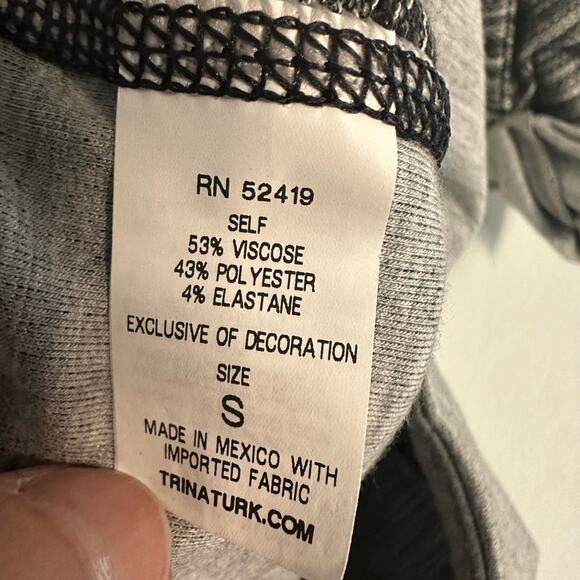 RN 52419
SELF
53% VISCOSE
43% POLYESTER
4% ELASTANE
EXCLUSIVE OF DECORATION
SIZE
S
MADE IN MEXICO WITH
IMPORTED FABRIC
TRINATURK.COM